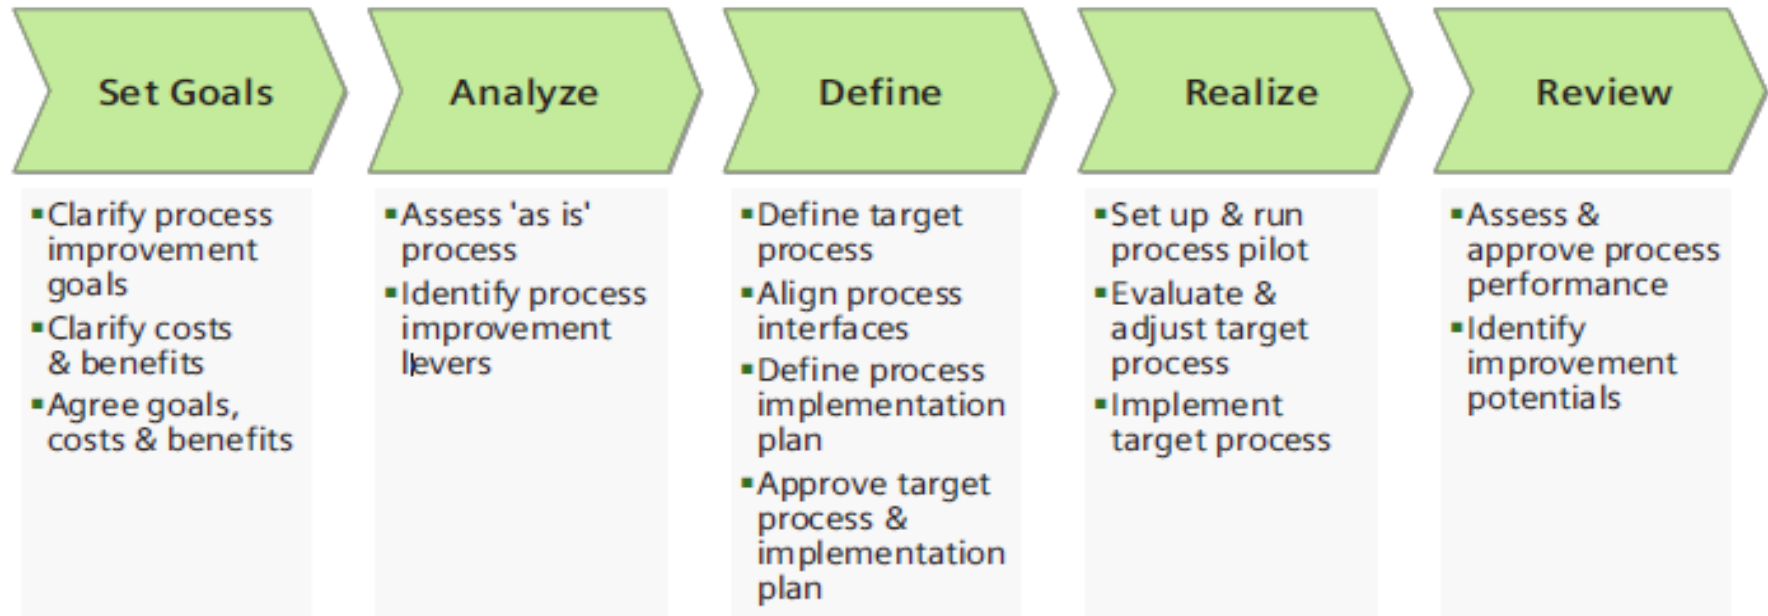 Set Goals
Analyze
Define
Realize
Review
▪Clarify process
improvement
goals
▪Clarify costs
& benefits
▪Agree goals,
costs & benefits
▪Assess 'as is'
process
▪Identify process
improvement
levers
▪Define target
process
▪Align process
interfaces
▪Define process
implementation
plan
▪Approve target
process &
implementation
plan
▪Set up & run
process pilot
▪Evaluate &
adjust target
process
▪Implement
target process
▪Assess &
approve process
performance
▪Identify
improvement
potentials